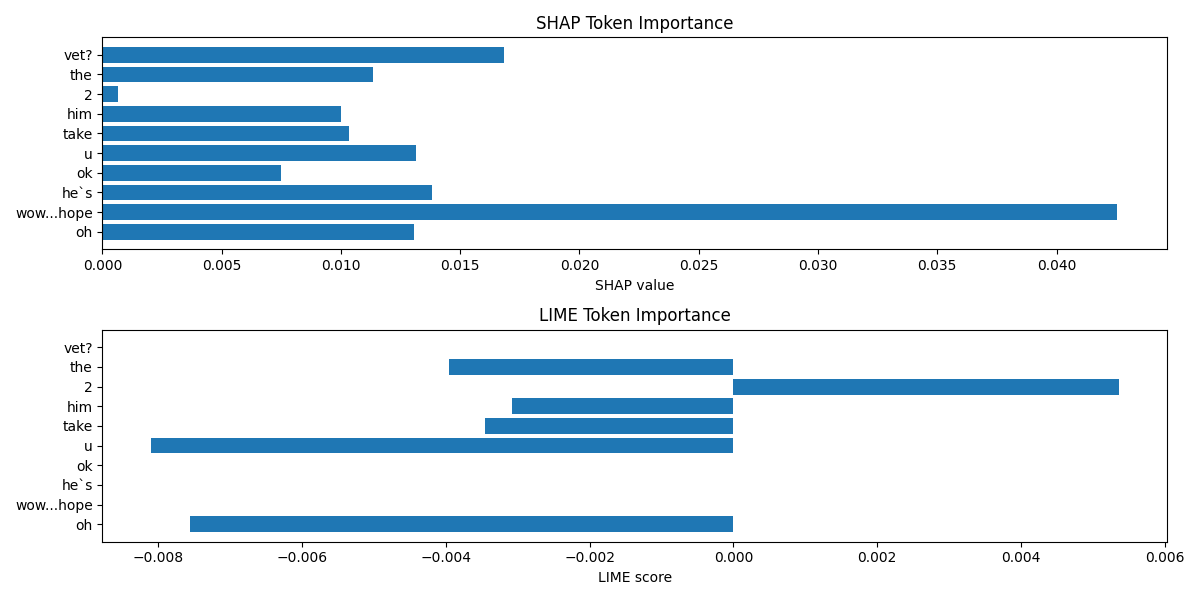 SHAP Token Importance
vet?
the
2
him
take
u
ok
he`s
wow...hope
oh
0.000 0.005 0.010 0.015 0.020 0.025 0.030 0.035 0.040
SHAP value
LIME Token Importance
vet?
the
2
him
take
u
ok
he`s
wow...hope
oh
−0.008 −0.006 −0.004 −0.002 0.000 0.002 0.004 0.006
LIME score